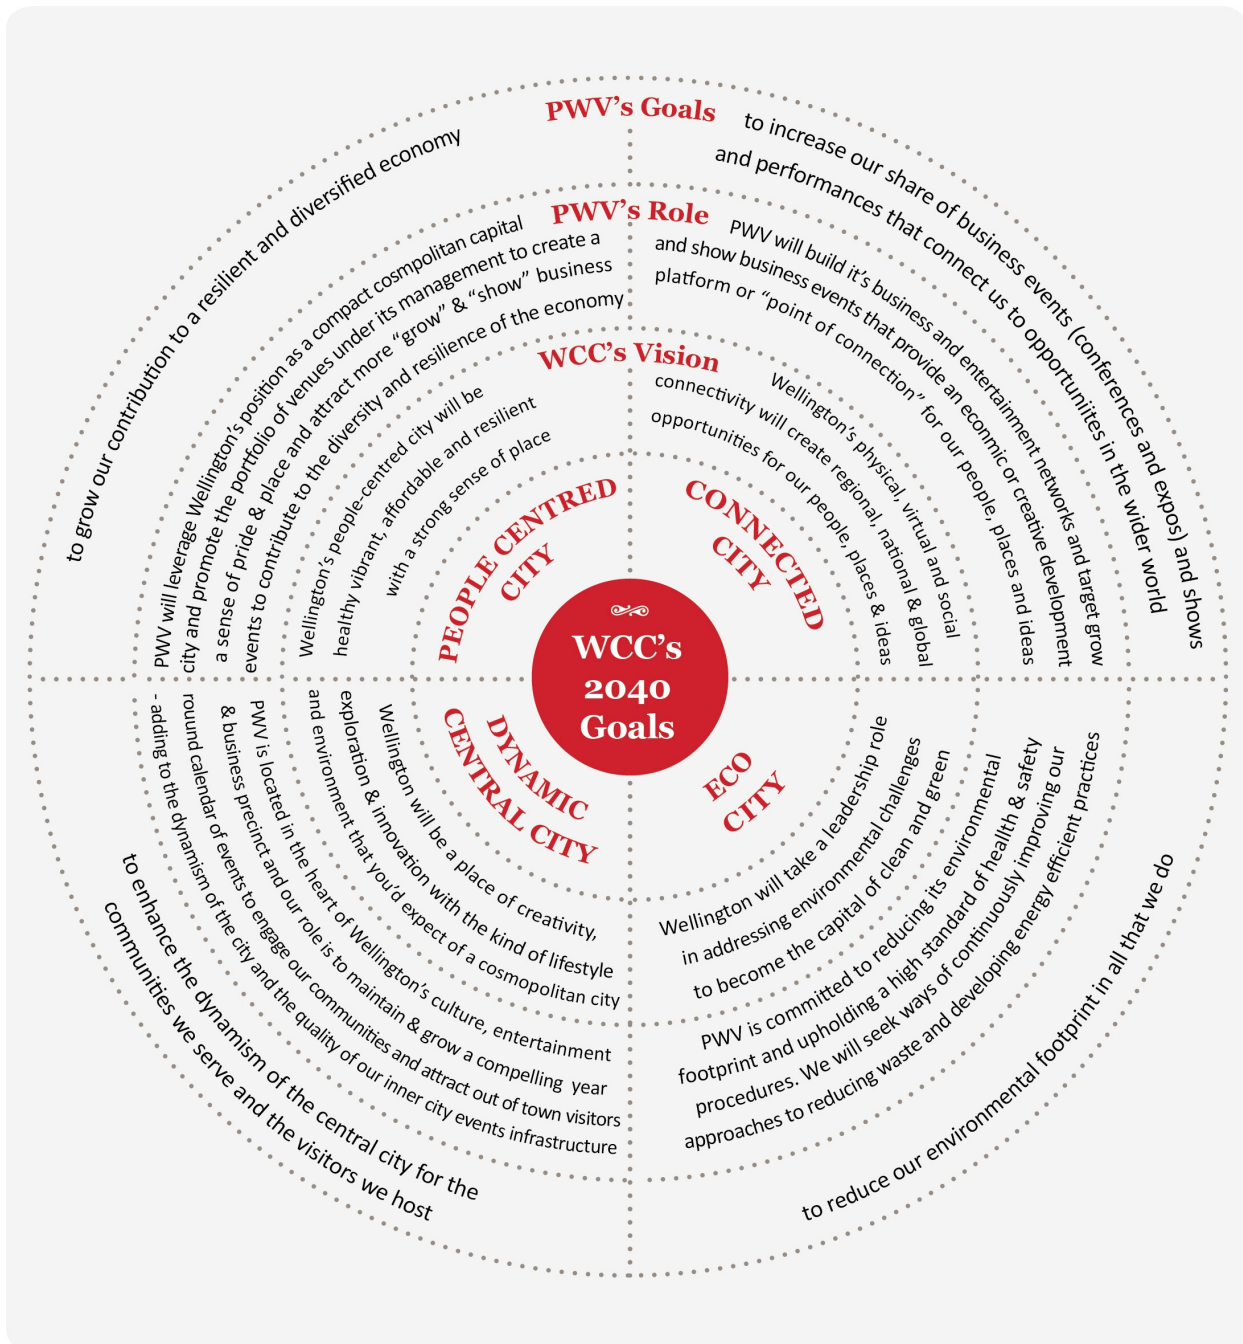 PWV’s Goals
to grow our contribution to a resilient and diversified economy
to increase our share of business events (conferences and expos) and shows
and performances that connect us to opportuniites in the wider world
PWV’s Role
PWV will leverage Wellington’s position as a compact cosmpolitan capital
city and promote the portfolio of venues under its management to create a
a sense of pride & place and attract more “grow” & “show” business
events to contribute to the diversity and resilience of the economy
PWV will build it’s business and entertainment networks and target grow
and show business events that provide an econmic or creative development
platform or “point of connection” for our people, places and ideas
WCC’s Vision
Wellington’s people-centred city will be
healthy vibrant, affordable and resilient
with a strong sense of place
Wellington’s physical, virtual and social
connectivity will create regional, national & global
opportunities for our people, places & ideas
PEOPLE CENTRED
CITY
CONNECTED
CITY
WCC’s
2040
Goals
DYNAMIC
CENTRAL CITY
ECO
CITY
Wellington will be a place of creativity,
exploration & innovation with the kind of lifestyle
and environment that you’d expect of a cosmopolitan city
Wellington will take a leadership role
in addressing environmental challenges
to become the capital of clean and green
PWV is located in the heart of Wellington’s culture, entertainment
& business precinct and our role is to maintain & grow a compelling year
round calendar of events to engage our communities and attract out of town visitors
- adding to the dynamism of the city and the quality of our inner city events infrastructure
PWV is committed to reducing its environmental
footprint and upholding a high standard of health & safety
procedures. We will seek ways of continuously improving our
approaches to reducing waste and developing energy efficient practices
to enhance the dynamism of the central city for the
communities we serve and the visitors we host
to reduce our environmental footprint in all that we do